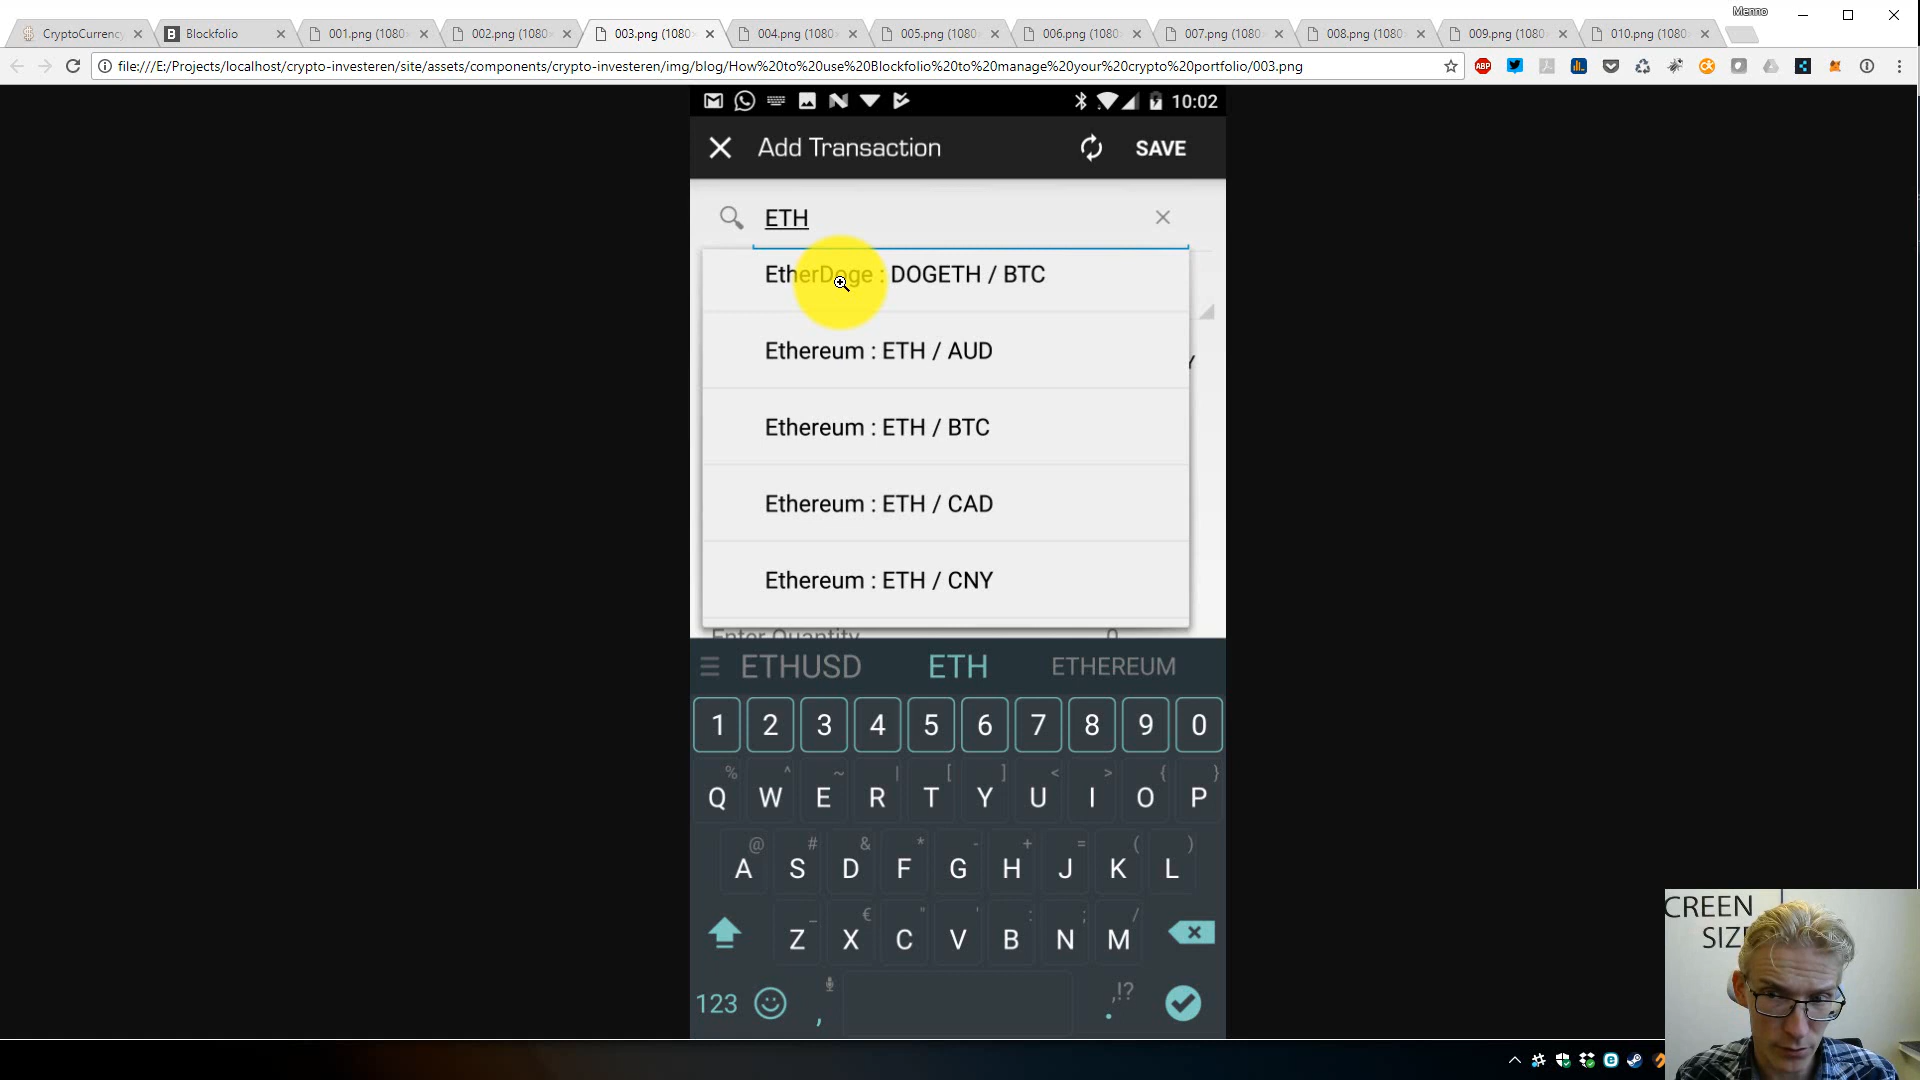 Menno
CryptoCurrency
Blockfolio
001.png (1080×
002.png (1080×
003.png (1080×
004.png (1080×
005.png (1080×
006.png (1080×
007.png (1080×
008.png (1080×
009.png (1080×
010.png (1080×
file:///E:/Projects/localhost/crypto-investeren/site/assets/components/crypto-investeren/img/blog/How%20to%20use%20Blockfolio%20to%20manage%20your%20crypto%20portfolio/003.png
ABP
10:02
Add Transaction
SAVE
ETH
EtherDoge : DOGETH / BTC
Ethereum : ETH / AUD
Y
Ethereum : ETH / BTC
Ethereum : ETH / CAD
Ethereum : ETH / CNY
Enter Quantity 0
ETHUSD ETH ETHEREUM
1 2 3 4 5 6 7 8 9 0
% ^ ~ | [ ] < > { }
Q W E R T Y U I O P
@ # & * - + = ( )
A S D F G H J K L
_ € " ' : ; /
Z X C V B N M
123 , ,!? .
CREEN
SIZ